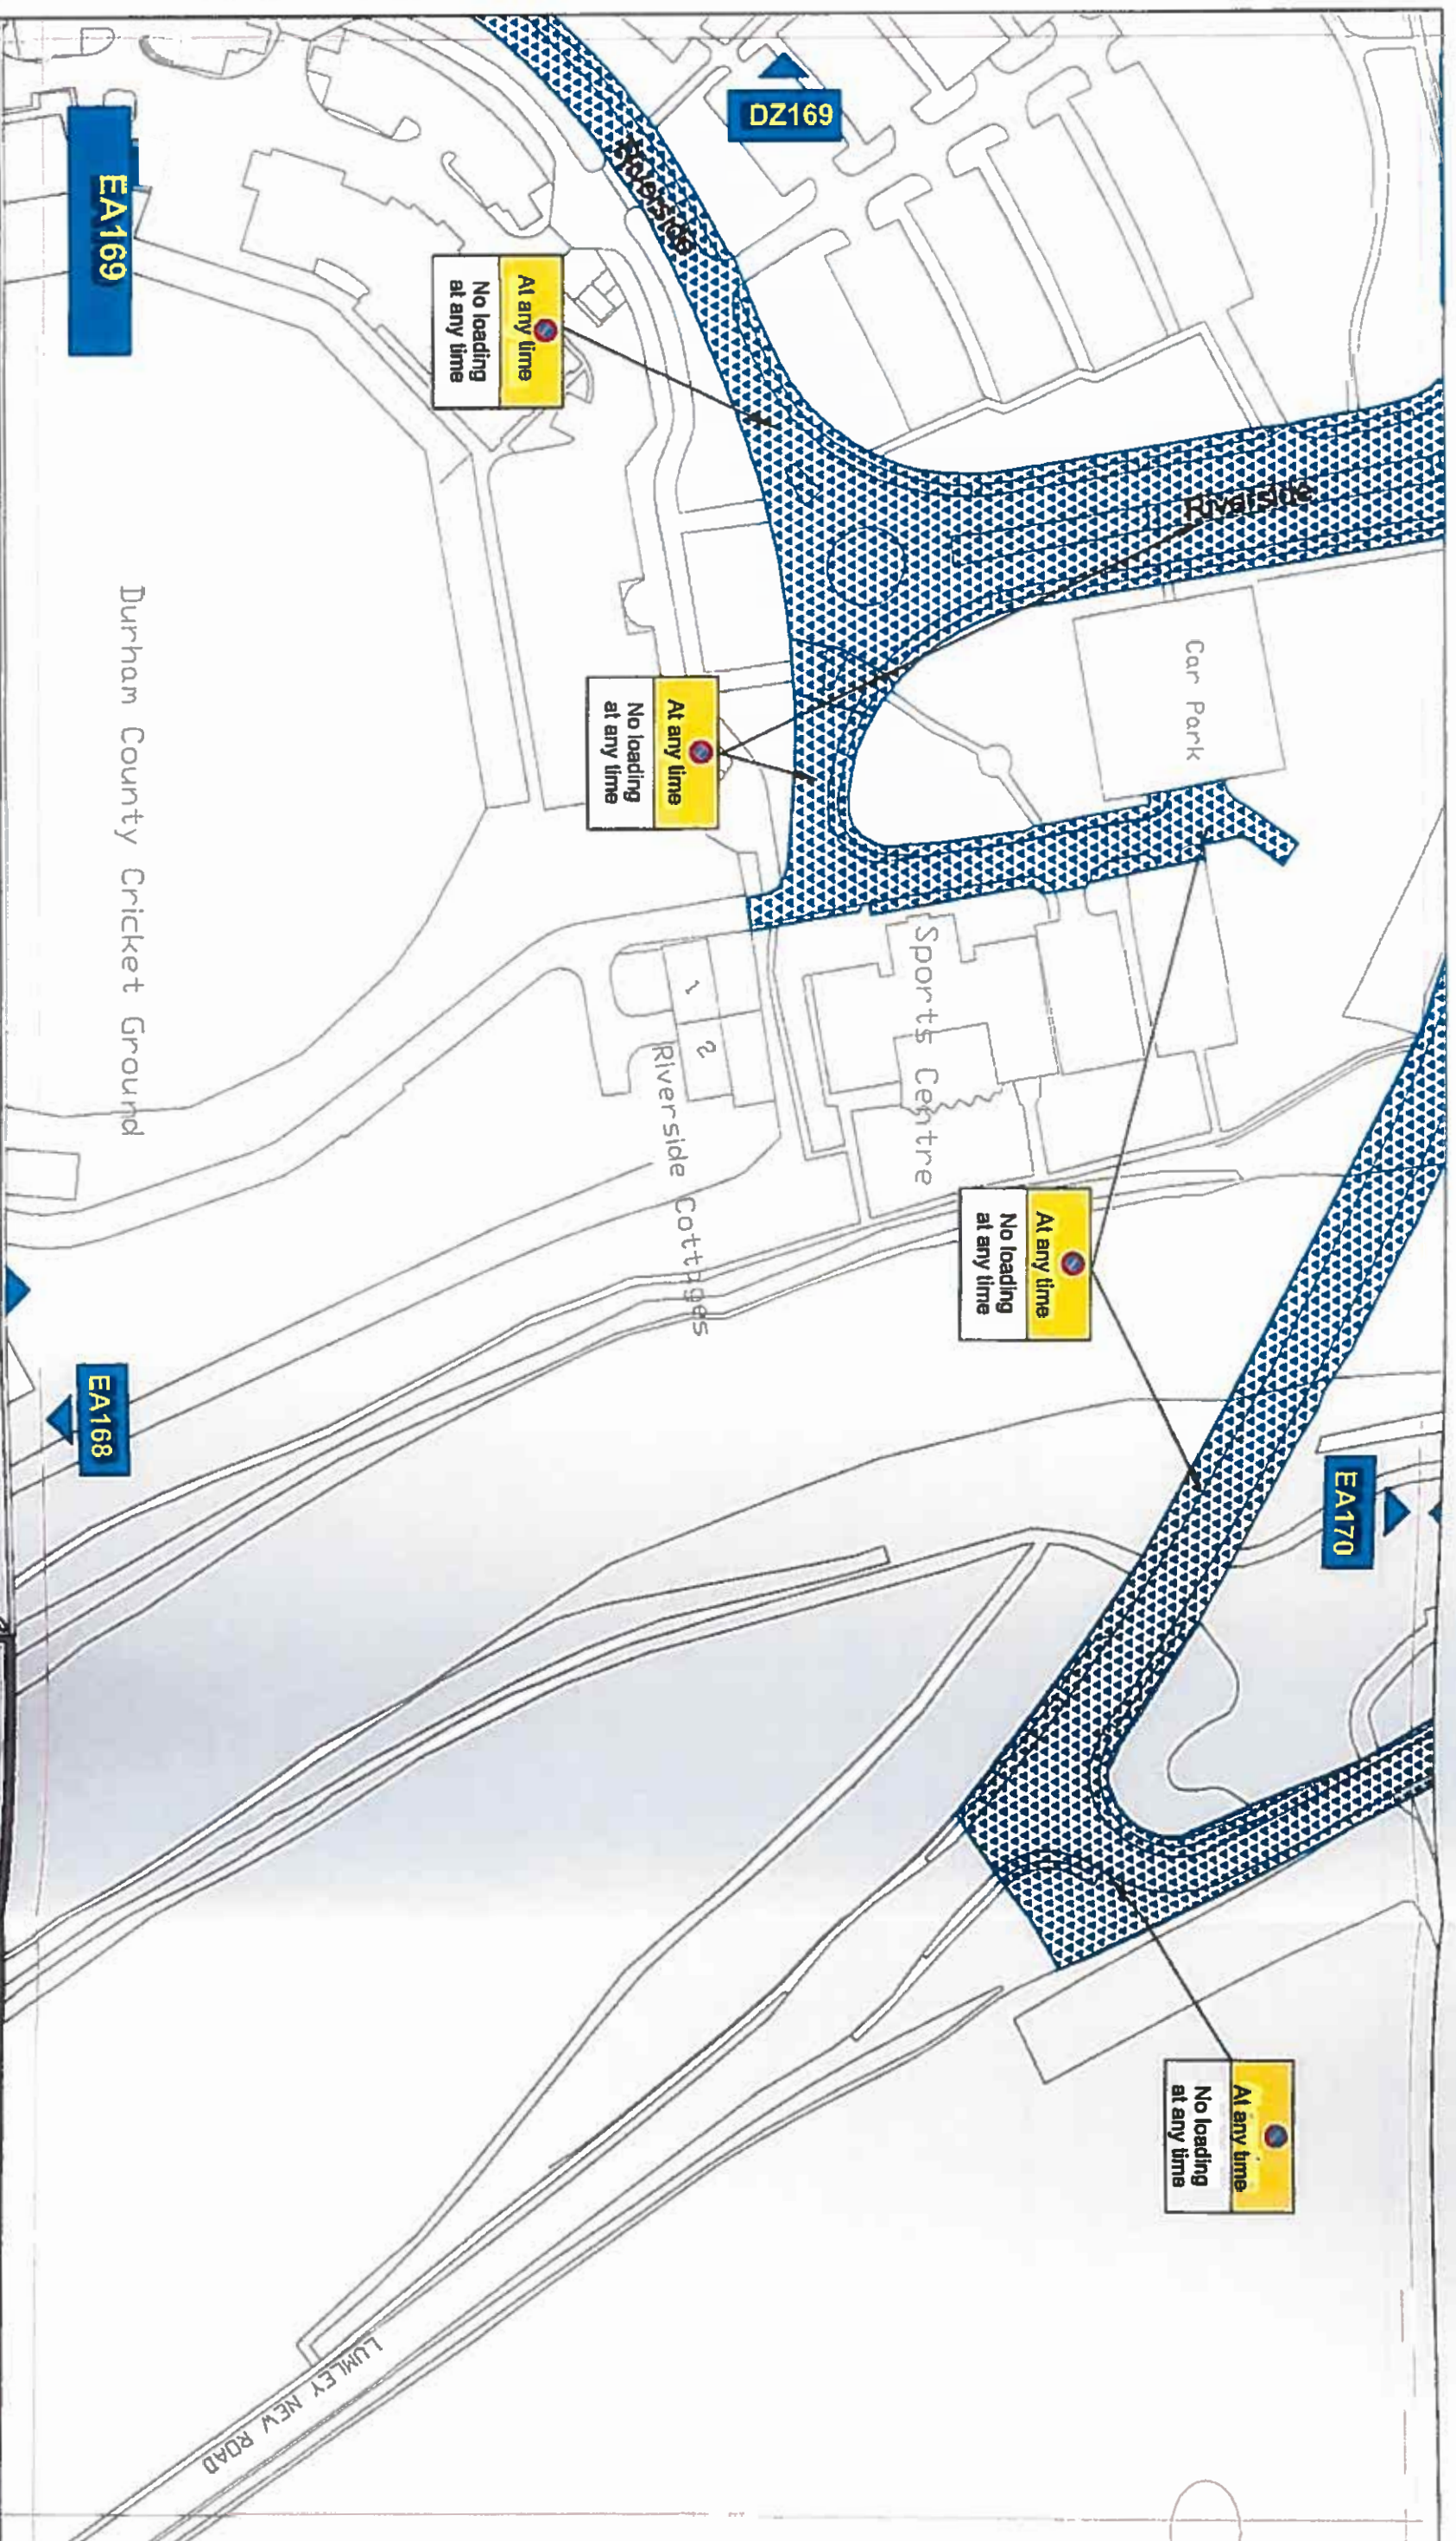 DZ169
EA169
Riverside
At any time
No loading
at any time
Riverside
Car Park
At any time
No loading
at any time
Durham County Cricket Ground
Sports Centre
1
2
Riverside Cottages
At any time
No loading
at any time
EA168
EA170
At any time
No loading
at any time
LUMLEY NEW ROAD